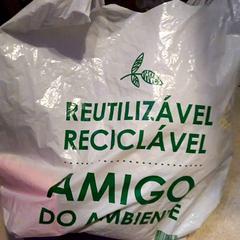 REUTILIZÁVEL
RECICLÁVEL
AMIGO
DO AMBIENTE